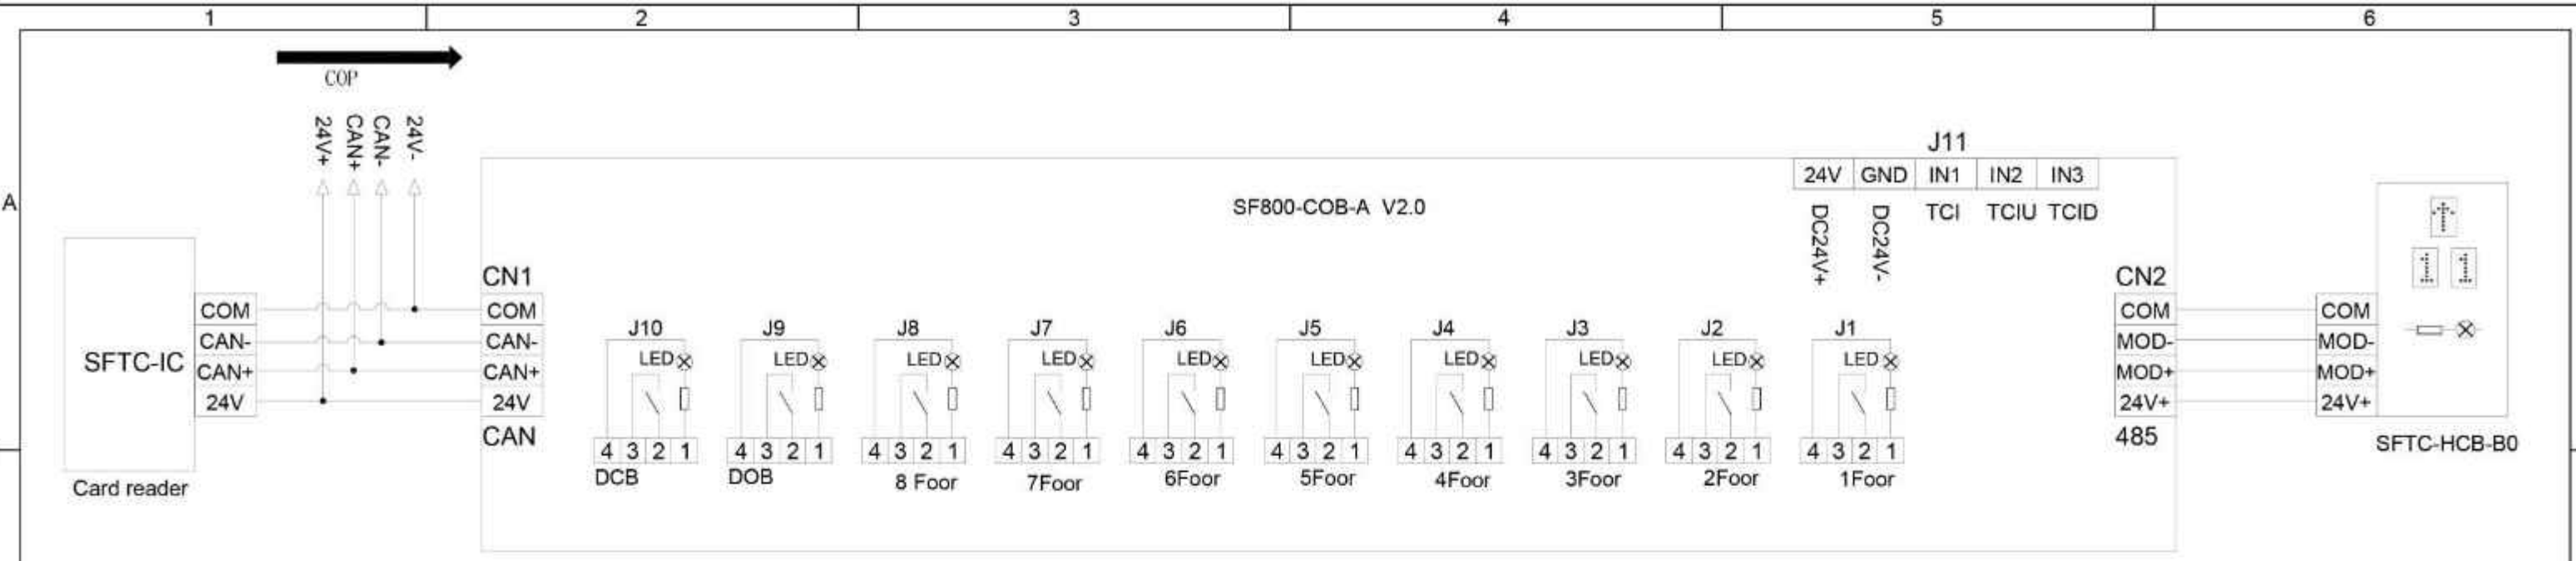 1 2 3 4 5 6
COP
24V+ CAN+ CAN- 24V-
A
J11
24V GND IN1 IN2 IN3
DC24V+ DC24V- TCI TCIU TCID
SF800-COB-A V2.0
SFTC-IC
COM
CAN-
CAN+
24V
Card reader
CN1
COM
CAN-
CAN+
24V
CAN
J10 J9 J8 J7 J6 J5 J4 J3 J2 J1
LED LED LED LED LED LED LED LED LED LED
4 3 2 1 4 3 2 1 4 3 2 1 4 3 2 1 4 3 2 1 4 3 2 1 4 3 2 1 4 3 2 1 4 3 2 1 4 3 2 1
DCB DOB 8 Foor 7Foor 6Foor 5Foor 4Foor 3Foor 2Foor 1Foor
CN2
COM
MOD-
MOD+
24V+
485
COM
MOD-
MOD+
24V+
1 1
SFTC-HCB-B0